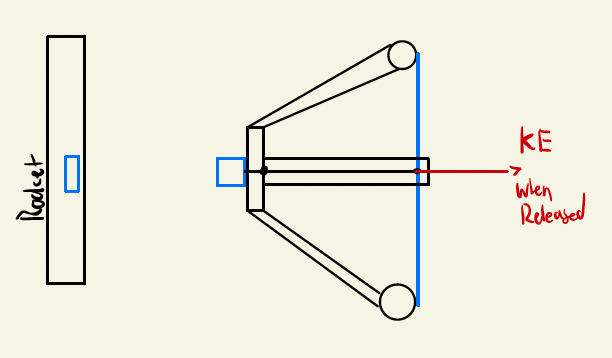 Rocket
KE
when
Released